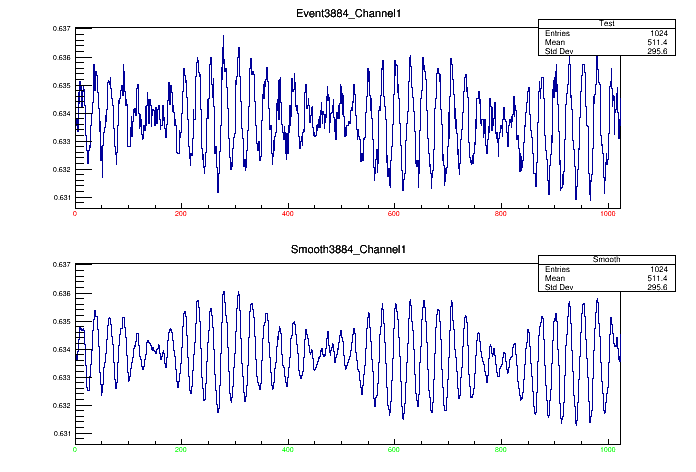 Event3884_Channel1
Test
Entries 1024
Mean 511.4
Std Dev 295.6
0.637
0.636
0.635
0.634
0.633
0.632
0.631
0 200 400 600 800 1000
Smooth3884_Channel1
Smooth
Entries 1024
Mean 511.4
Std Dev 295.6
0.637
0.636
0.635
0.634
0.633
0.632
0.631
0 200 400 600 800 1000